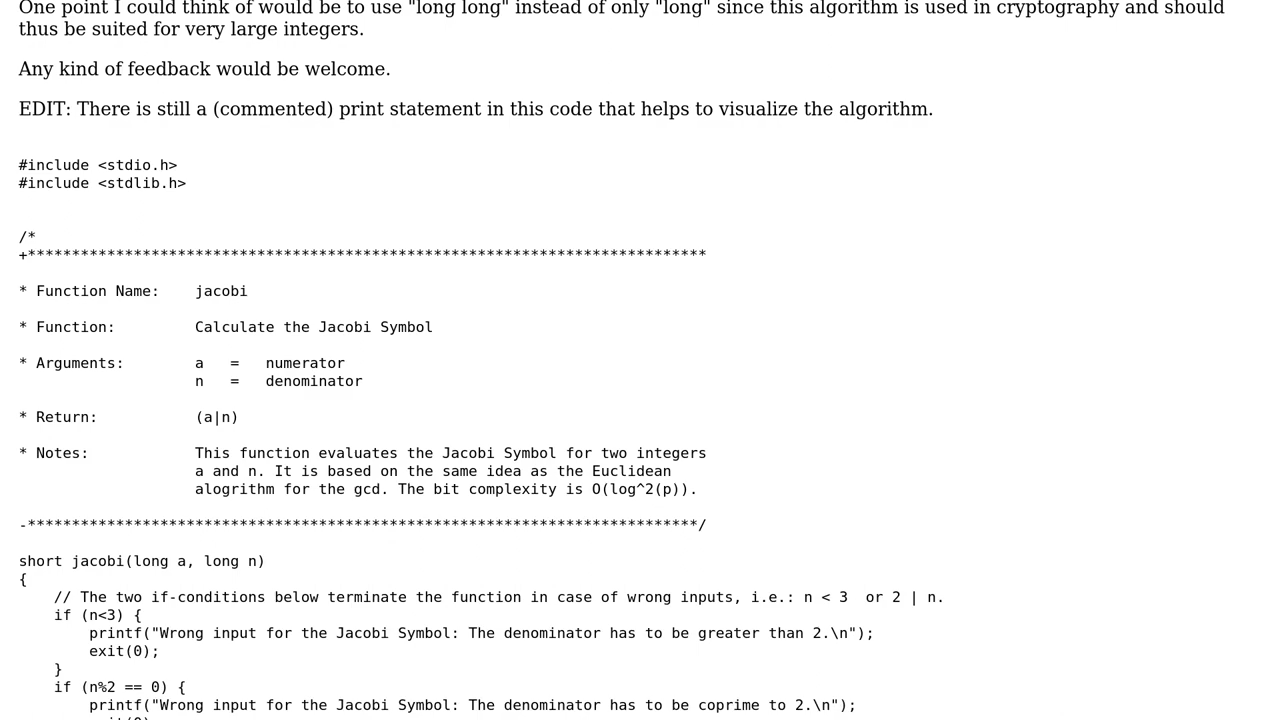 One point I could think of would be to use "long long" instead of only "long" since this algorithm is used in cryptography and should
thus be suited for very large integers.
Any kind of feedback would be welcome.
EDIT: There is still a (commented) print statement in this code that helps to visualize the algorithm.
#include <stdio.h>
#include <stdlib.h>
/*
+*****************************************************************************
* Function Name:    jacobi
* Function:         Calculate the Jacobi Symbol
* Arguments:        a   =   numerator
                    n   =   denominator
* Return:           (a|n)
* Notes:            This function evaluates the Jacobi Symbol for two integers
                    a and n. It is based on the same idea as the Euclidean
                    alogrithm for the gcd. The bit complexity is O(log^2(p)).
-****************************************************************************/
short jacobi(long a, long n)
{
    // The two if-conditions below terminate the function in case of wrong inputs, i.e.: n < 3  or 2 | n.
    if (n<3) {
        printf("Wrong input for the Jacobi Symbol: The denominator has to be greater than 2.\n");
        exit(0);
    }
    if (n%2 == 0) {
        printf("Wrong input for the Jacobi Symbol: The denominator has to be coprime to 2.\n");